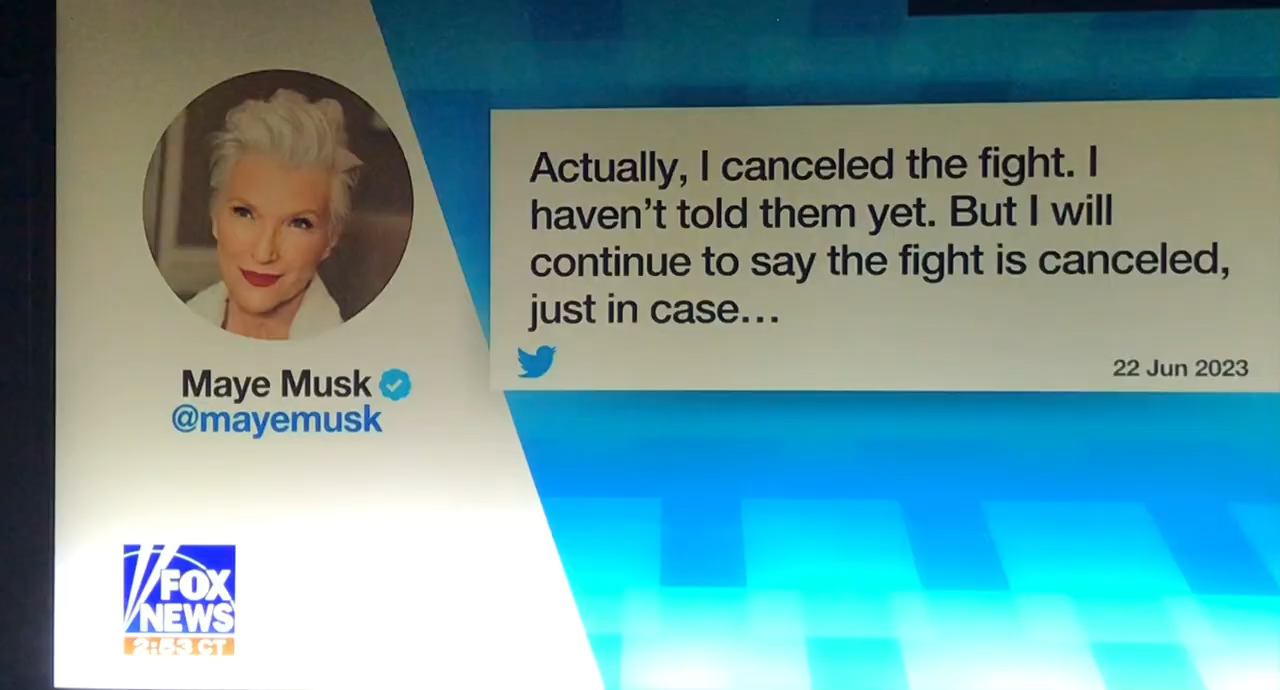 Actually, I canceled the fight. I
haven't told them yet. But I will
continue to say the fight is canceled,
just in case...
22 Jun 2023
Maye Musk
@mayemusk
FOX
NEWS
2:53 CT